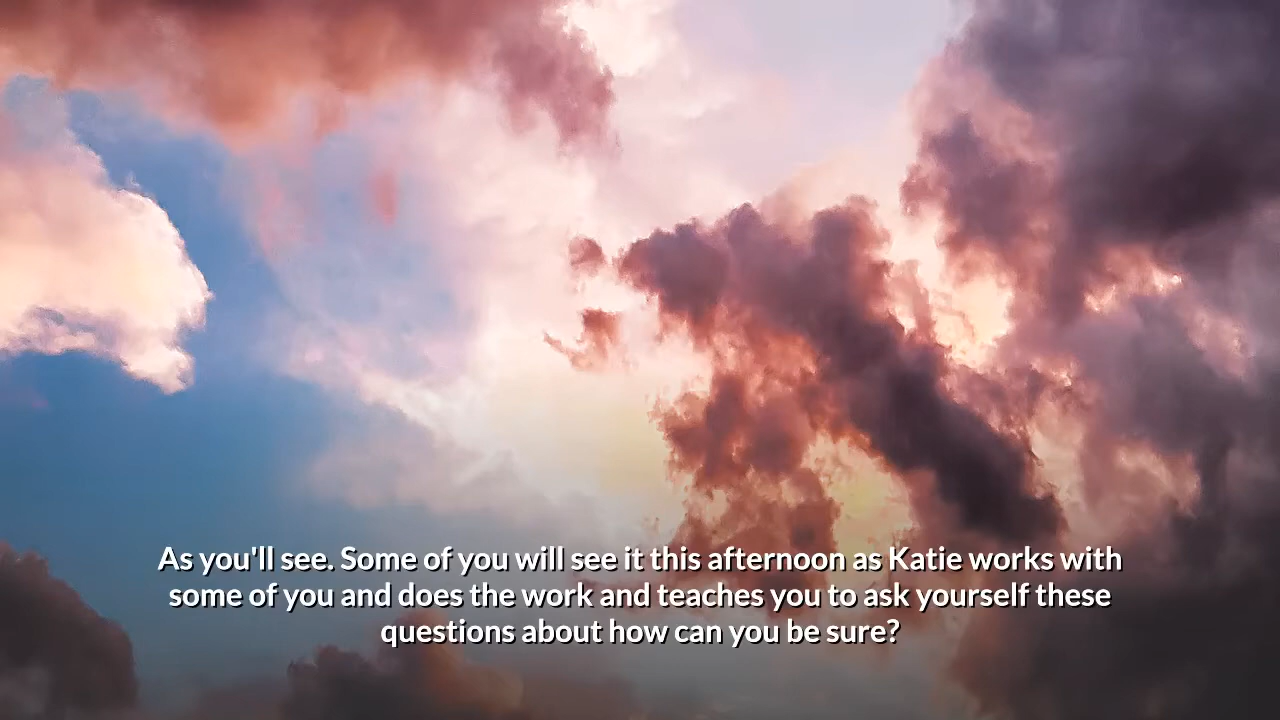 As you'll see. Some of you will see it this afternoon as Katie works with
some of you and does the work and teaches you to ask yourself these
questions about how can you be sure?